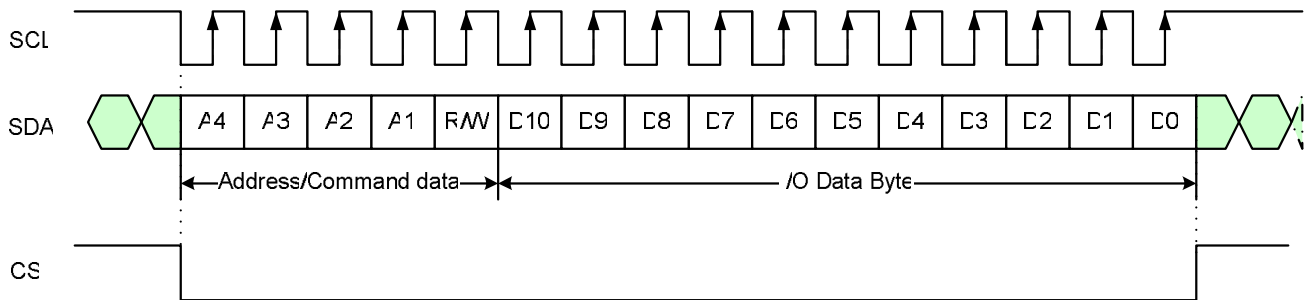 SCL
SDA A4 A3 A2 A1 R/W D10 D9 D8 D7 D6 D5 D4 D3 D2 D1 D0
Address/Command data I/O Data Byte
CS